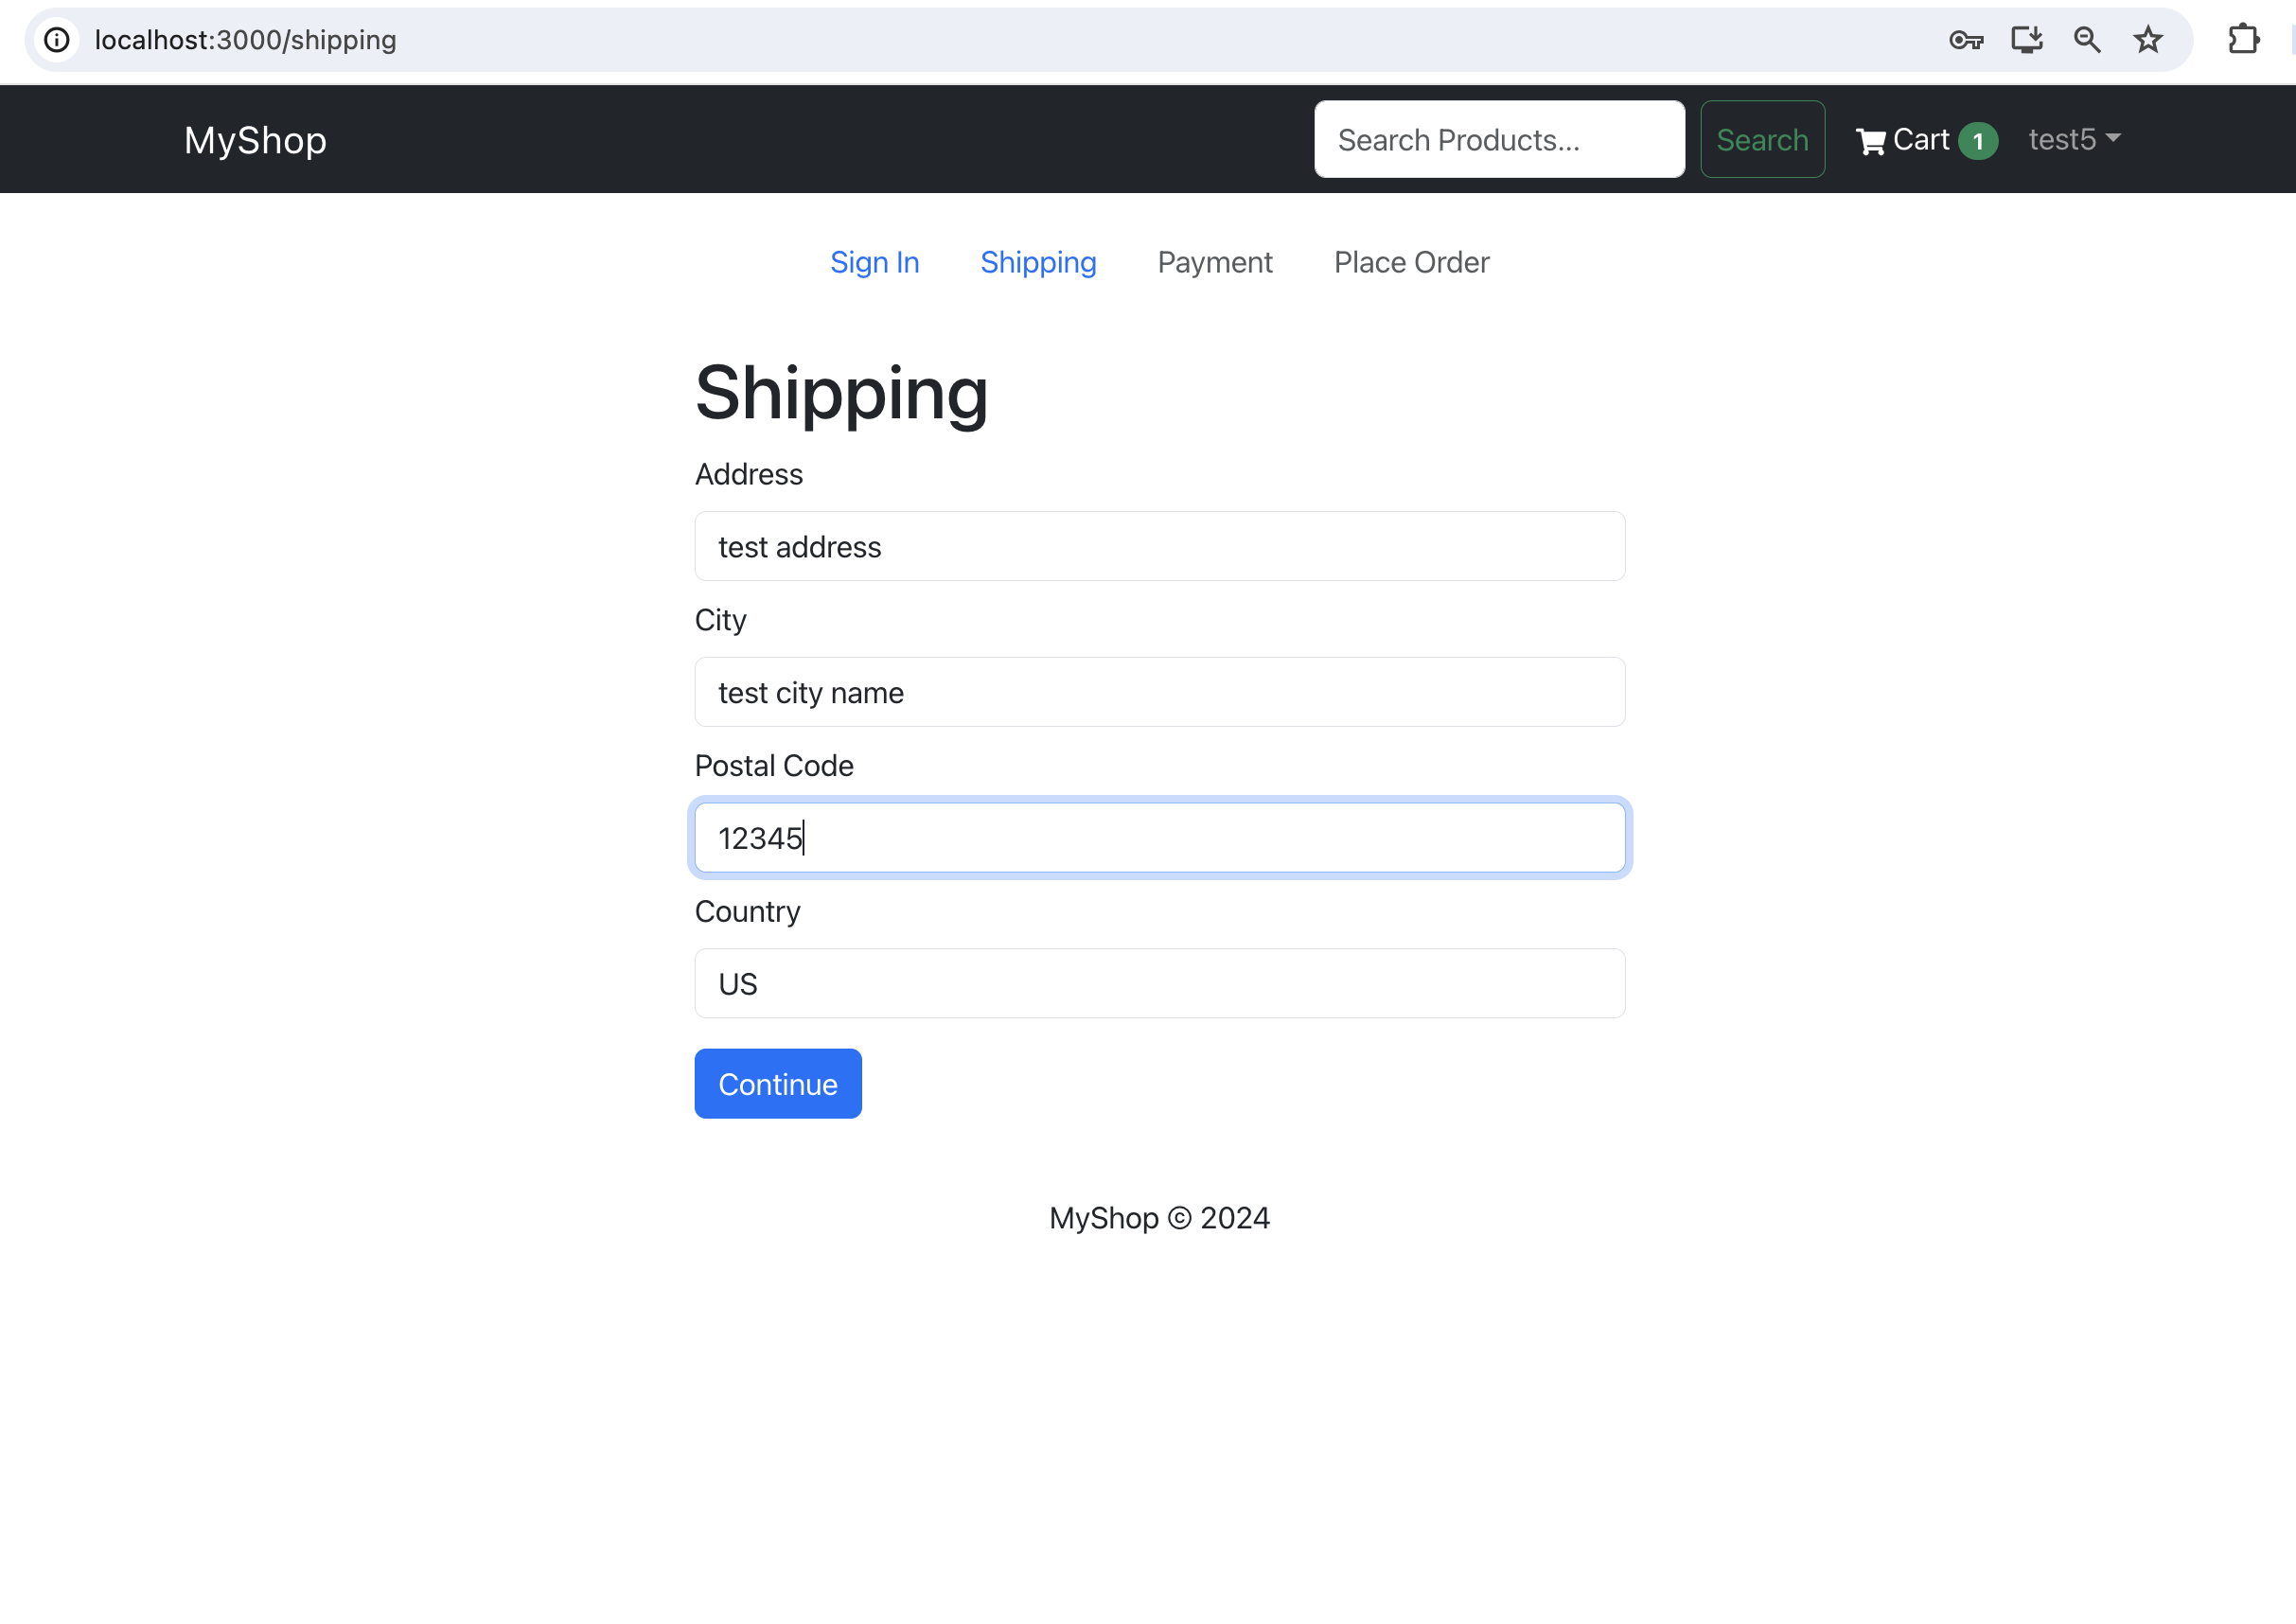 localhost:3000/shipping
MyShop Search Products... Search Cart 1 test5
Sign In Shipping Payment Place Order
Shipping
Address
test address
City
test city name
Postal Code
12345
Country
US
Continue
MyShop © 2024